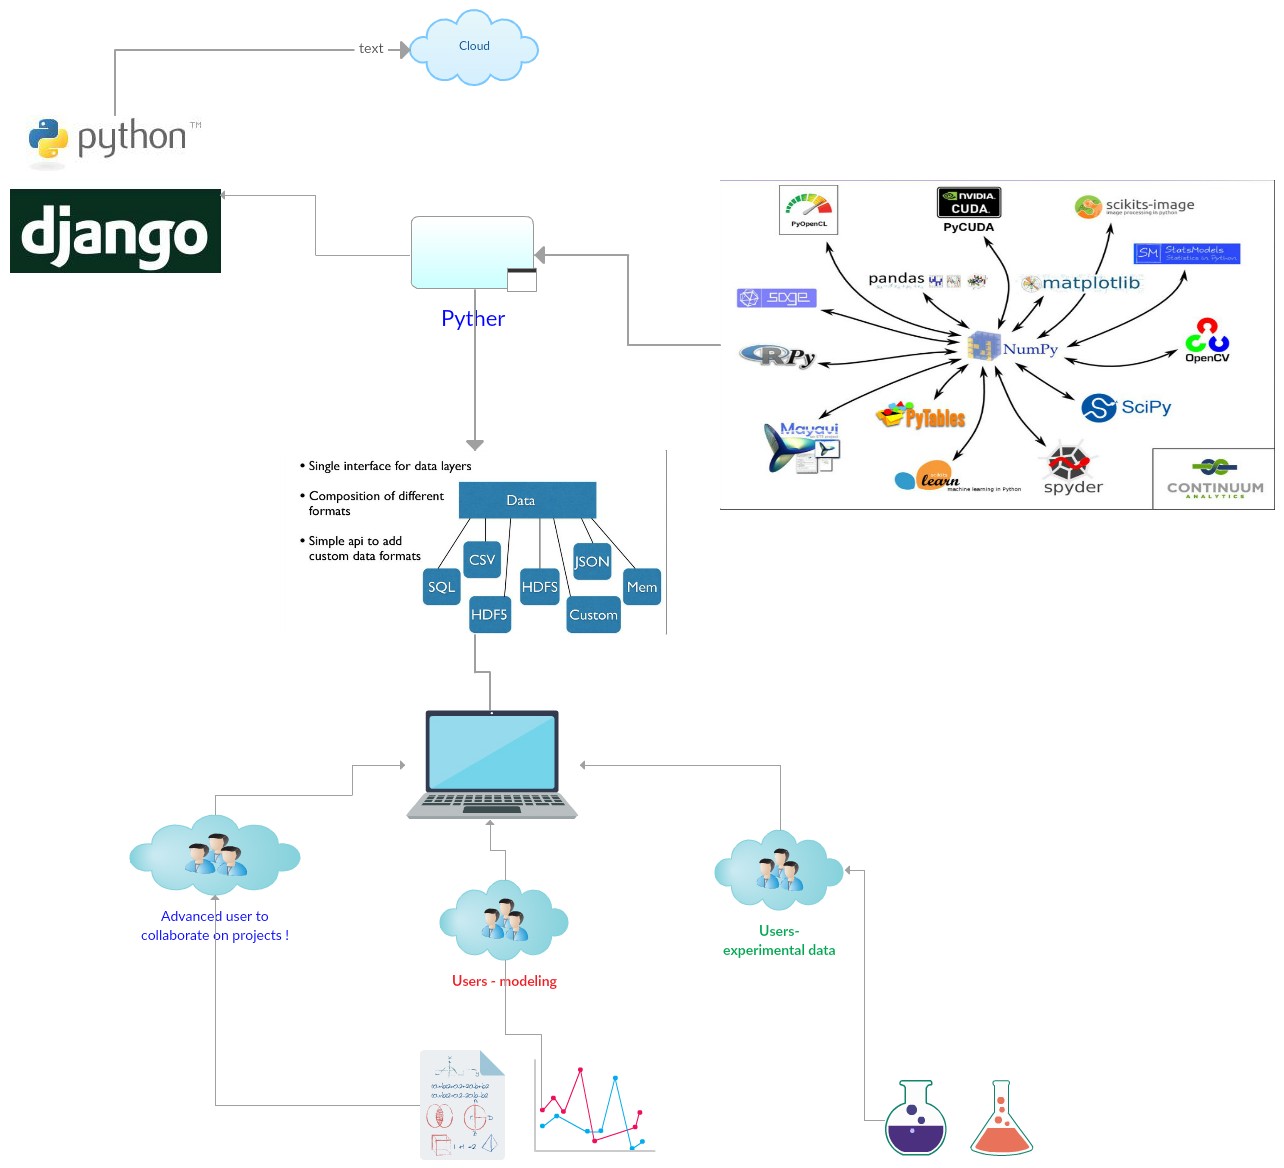 Cloud
text
python™
django
Pyther
PyOpenCL
NVIDIA
CUDA.
PyCUDA
scikits-image
image processing in python
SM StatsModels
Statistics in Python
pandas
matplotlib
sage
NumPy
OpenCV
RPy
PyTables
SciPy
Mayavi
learn
machine learning in Python
spyder
CONTINUUM
ANALYTICS
• Single interface for data layers
• Composition of different
formats
• Simple api to add
custom data formats
Data
CSV
JSON
SQL
HDFS
Mem
HDF5
Custom
Advanced user to
collaborate on projects !
Users - modeling
Users-
experimental data